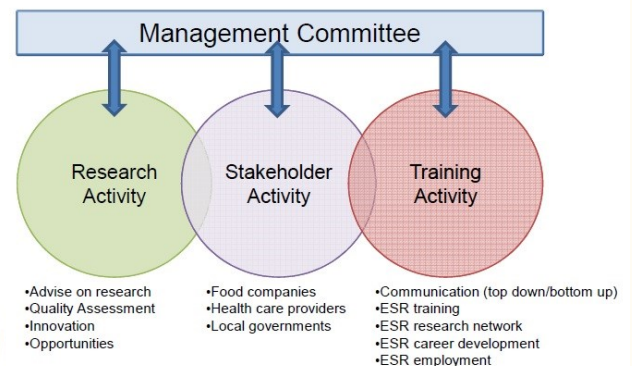 Management Committee
Research
Activity
Stakeholder
Activity
Training
Activity
•Advise on research
•Quality Assessment
•Innovation
•Opportunities
•Food companies
•Health care providers
•Local governments
•Communication (top down/bottom up)
•ESR training
•ESR research network
•ESR career development
•ESR employment